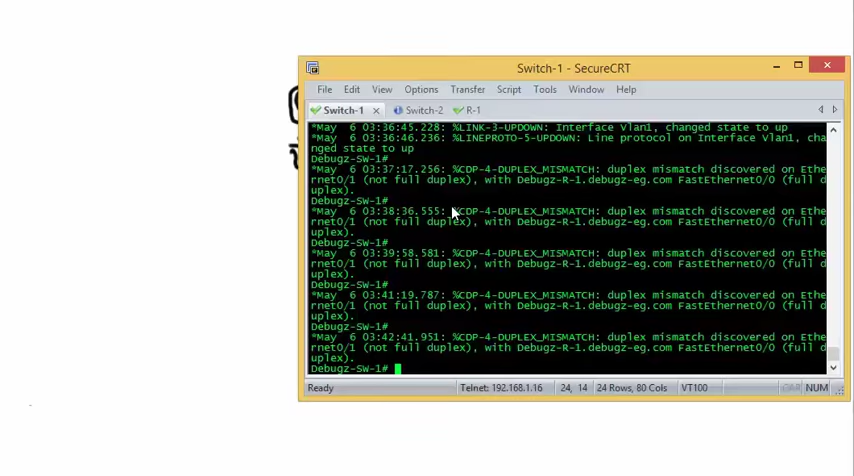 Switch-1 - SecureCRT
File Edit View Options Transfer Script Tools Window Help
Switch-1 Switch-2 R-1
*May 6 03:36:45.228: %LINK-3-UPDOWN: Interface Vlan1, changed state to up
*May 6 03:36:46.236: %LINEPROTO-5-UPDOWN: Line protocol on Interface Vlan1, cha
nged state to up
Debugz-SW-1#
*May 6 03:37:17.256: %CDP-4-DUPLEX_MISMATCH: duplex mismatch discovered on Ethe
rnet0/1 (not full duplex), with Debugz-R-1.debugz-eg.com FastEthernet0/0 (full d
uplex).
Debugz-SW-1#
*May 6 03:38:36.555: %CDP-4-DUPLEX_MISMATCH: duplex mismatch discovered on Ethe
rnet0/1 (not full duplex), with Debugz-R-1.debugz-eg.com FastEthernet0/0 (full d
uplex).
Debugz-SW-1#
*May 6 03:39:58.581: %CDP-4-DUPLEX_MISMATCH: duplex mismatch discovered on Ethe
rnet0/1 (not full duplex), with Debugz-R-1.debugz-eg.com FastEthernet0/0 (full d
uplex).
Debugz-SW-1#
*May 6 03:41:19.787: %CDP-4-DUPLEX_MISMATCH: duplex mismatch discovered on Ethe
rnet0/1 (not full duplex), with Debugz-R-1.debugz-eg.com FastEthernet0/0 (full d
uplex).
Debugz-SW-1#
*May 6 03:42:41.951: %CDP-4-DUPLEX_MISMATCH: duplex mismatch discovered on Ethe
rnet0/1 (not full duplex), with Debugz-R-1.debugz-eg.com FastEthernet0/0 (full d
uplex).
Debugz-SW-1#
Ready Telnet: 192.168.1.16 24, 14 24 Rows, 80 Cols VT100 CAP NUM